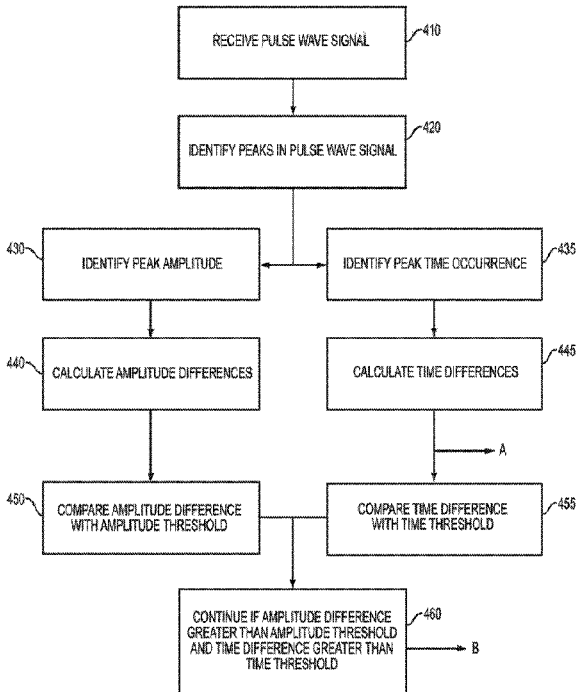 RECEIVE PULSE WAVE SIGNAL
410
IDENTIFY PEAKS IN PULSE WAVE SIGNAL
420
430
IDENTIFY PEAK AMPLITUDE
IDENTIFY PEAK TIME OCCURRENCE
435
440
CALCULATE AMPLITUDE DIFFERENCES
CALCULATE TIME DIFFERENCES
445
A
450
COMPARE AMPLITUDE DIFFERENCE
WITH AMPLITUDE THRESHOLD
COMPARE TIME DIFFERENCE
WITH TIME THRESHOLD
455
CONTINUE IF AMPLITUDE DIFFERENCE
GREATER THAN AMPLITUDE THRESHOLD
AND TIME DIFFERENCE GREATER THAN
TIME THRESHOLD
460
B